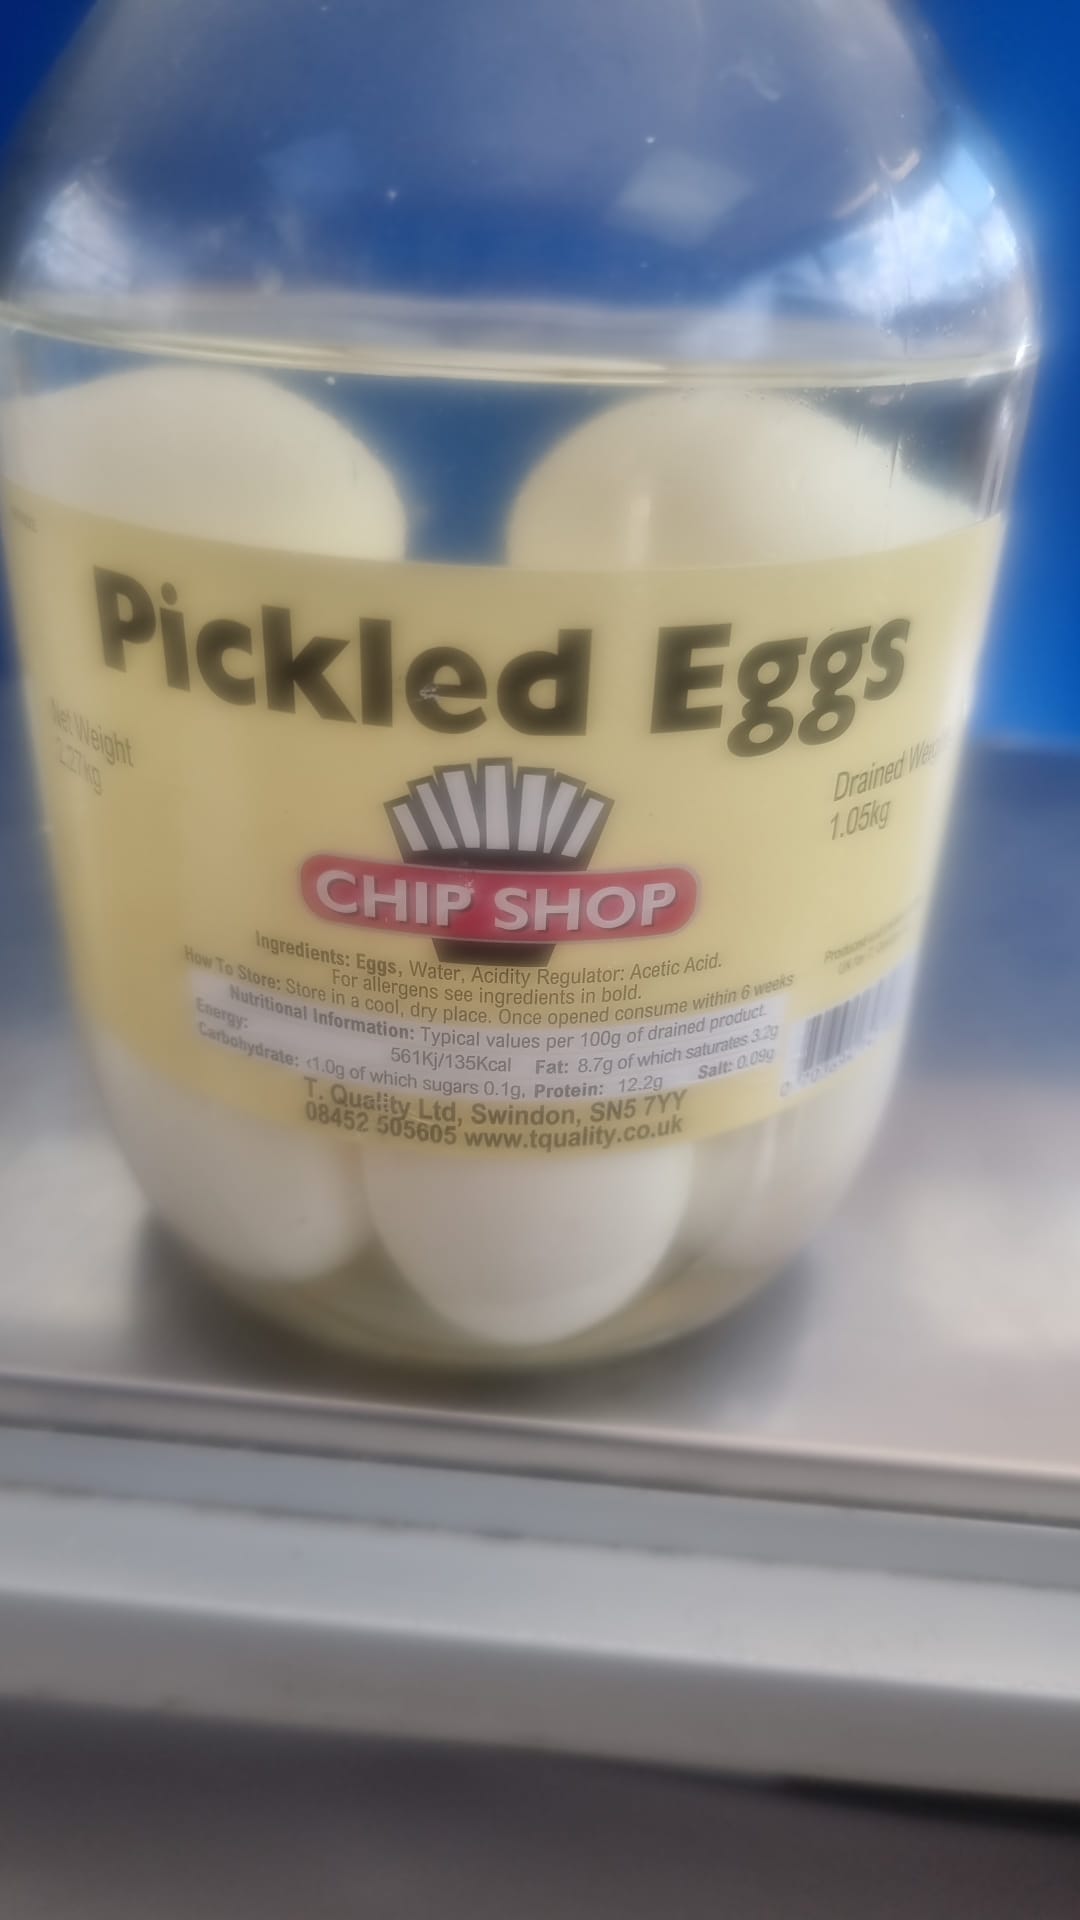 Pickled Eggs
Net Weight
2.27kg
Drained
1.05kg
CHIP SHOP
Ingredients: Eggs, Water, Acidity Regulator: Acetic Acid.
For allergens see ingredients in bold.
How To Store: Store in a cool, dry place. Once opened consume within 6 weeks
Nutritional Information: Typical values per 100g of drained product.
Energy: 561Kj/135Kcal Fat: 8.7g of which saturates 3.2g
Carbohydrate: <1.0g of which sugars 0.1g, Protein: 12.2g Salt: 0.09g
T. Quality Ltd, Swindon, SN5 7YY
08452 505605 www.tquality.co.uk